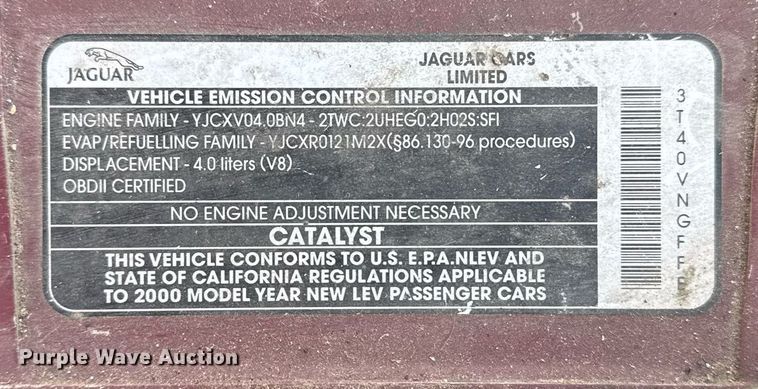 JAGUAR
JAGUAR CARS
LIMITED
VEHICLE EMISSION CONTROL INFORMATION
ENGINE FAMILY - YJCXV04.0BN4 - 2TWC:2UHEGO:2HO2S:SFI
EVAP/REFUELLING FAMILY - YJCXR0121M2X(§86.130-96 procedures)
DISPLACEMENT - 4.0 liters (V8)
OBDII CERTIFIED
NO ENGINE ADJUSTMENT NECESSARY
CATALYST
THIS VEHICLE CONFORMS TO U.S. E.P.A.NLEV AND
STATE OF CALIFORNIA REGULATIONS APPLICABLE
TO 2000 MODEL YEAR NEW LEV PASSENGER CARS
3T40VNGFFB
Purple Wave Auction